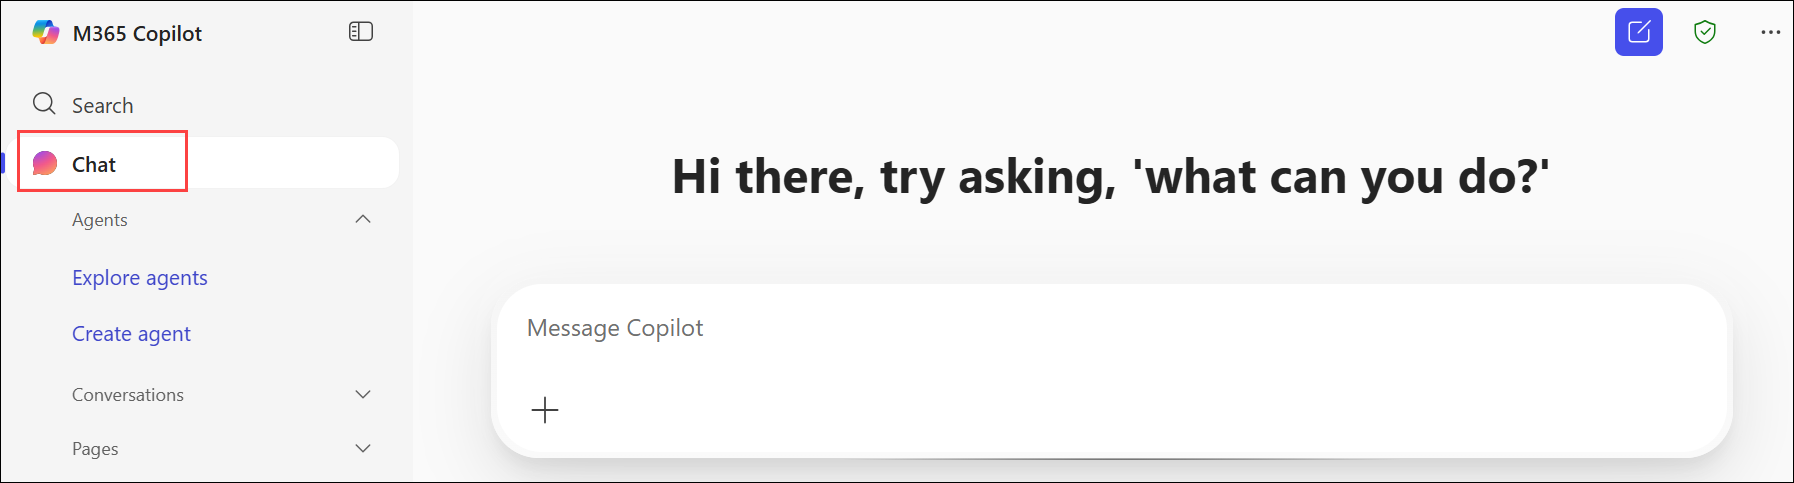 M365 Copilot
Search
Chat
Agents
Explore agents
Create agent
Conversations
Pages
Hi there, try asking, 'what can you do?'
Message Copilot